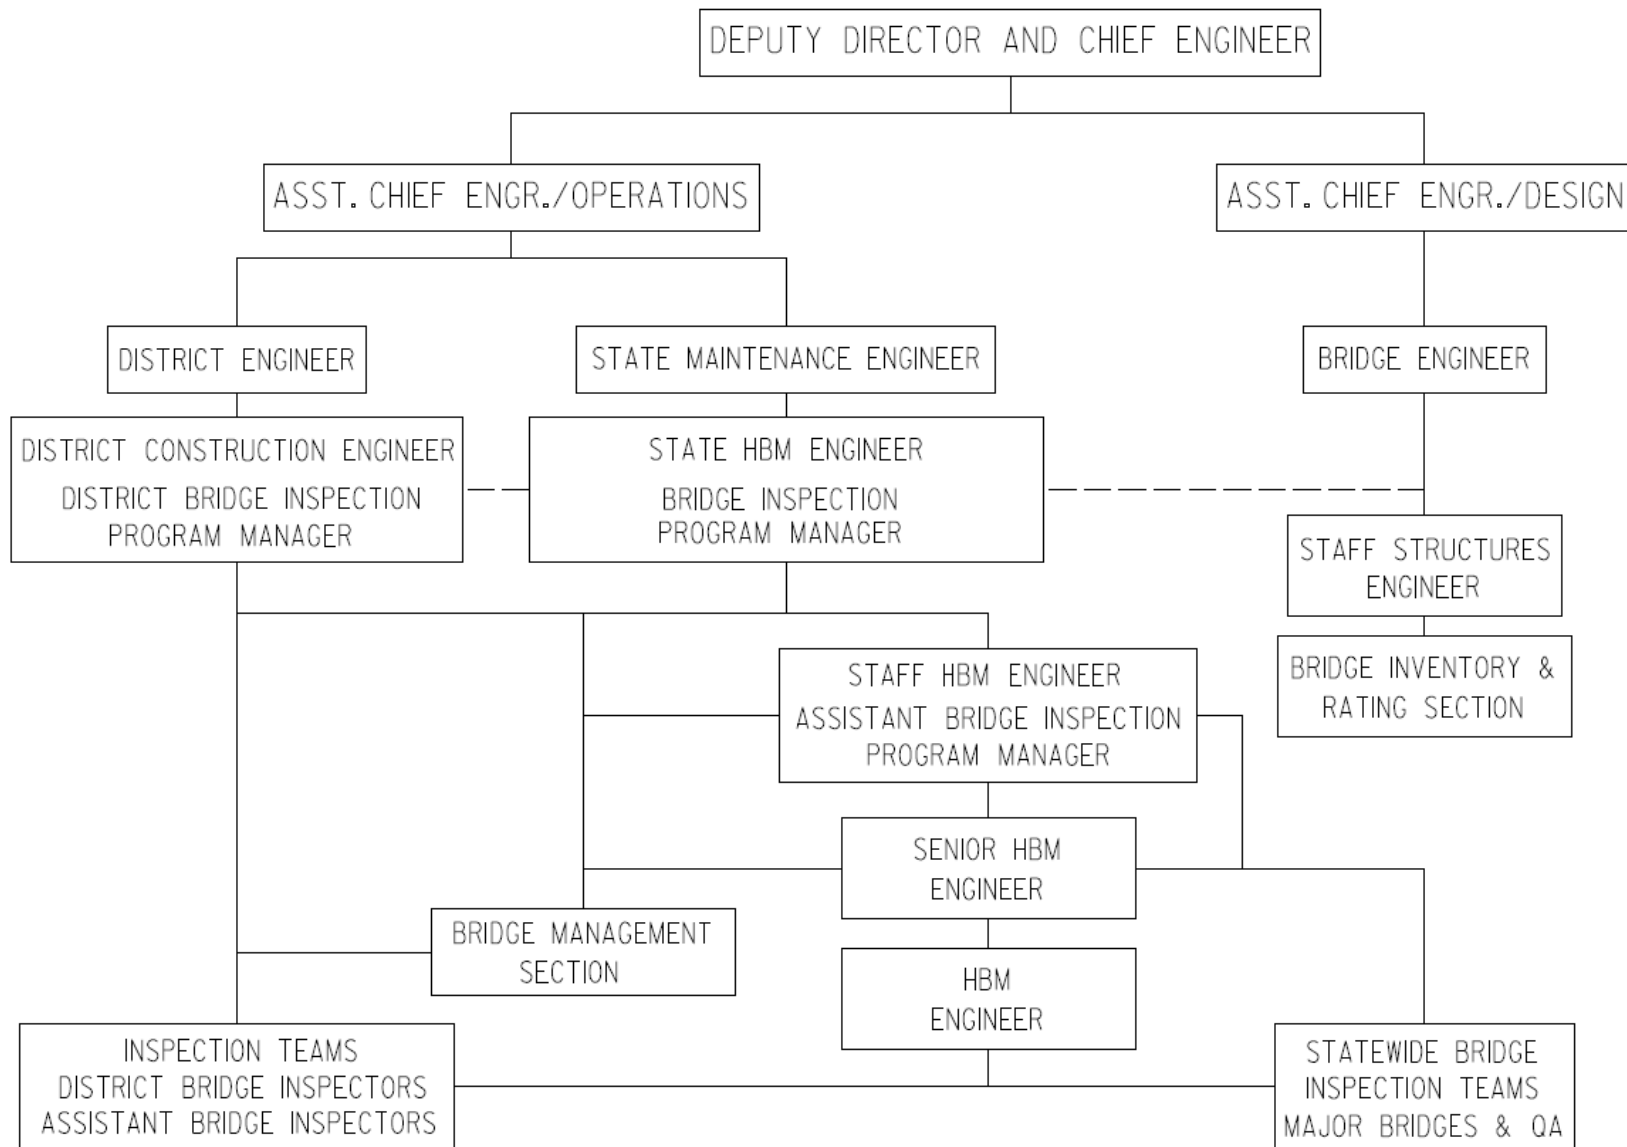 DEPUTY DIRECTOR AND CHIEF ENGINEER
ASST. CHIEF ENGR./OPERATIONS
ASST. CHIEF ENGR./DESIGN
DISTRICT ENGINEER
STATE MAINTENANCE ENGINEER
BRIDGE ENGINEER
DISTRICT CONSTRUCTION ENGINEER
DISTRICT BRIDGE INSPECTION
PROGRAM MANAGER
STATE HBM ENGINEER
BRIDGE INSPECTION
PROGRAM MANAGER
STAFF STRUCTURES
ENGINEER
BRIDGE INVENTORY &
RATING SECTION
STAFF HBM ENGINEER
ASSISTANT BRIDGE INSPECTION
PROGRAM MANAGER
SENIOR HBM
ENGINEER
BRIDGE MANAGEMENT
SECTION
HBM
ENGINEER
INSPECTION TEAMS
DISTRICT BRIDGE INSPECTORS
ASSISTANT BRIDGE INSPECTORS
STATEWIDE BRIDGE
INSPECTION TEAMS
MAJOR BRIDGES & QA